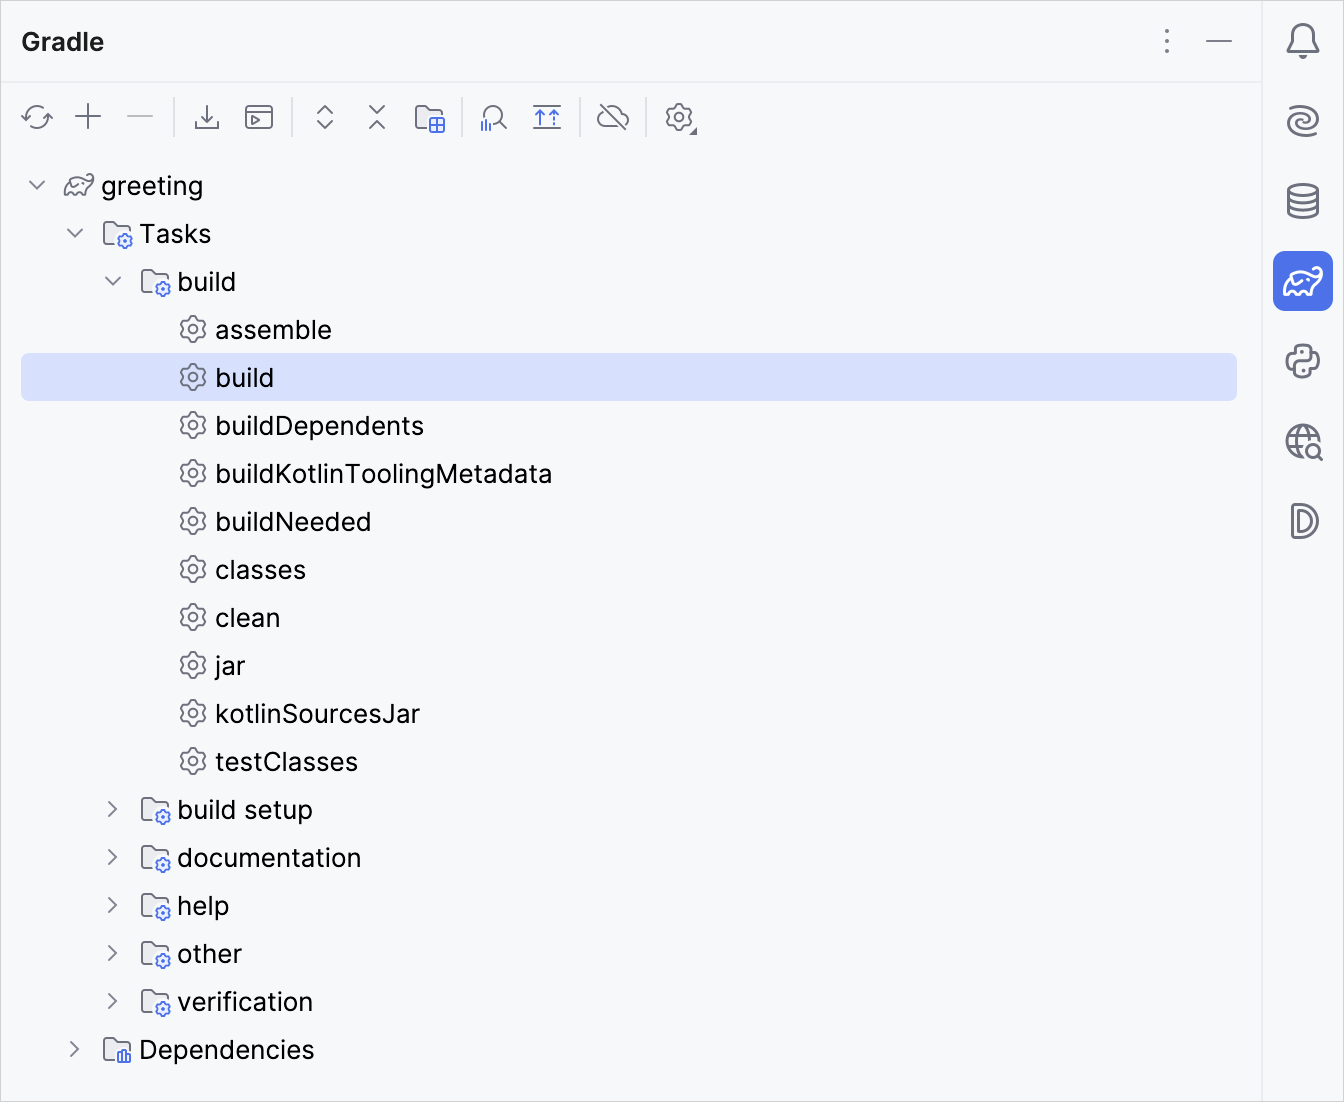 Gradle
greeting
Tasks
build
assemble
build
buildDependents
buildKotlinToolingMetadata
buildNeeded
classes
clean
jar
kotlinSourcesJar
testClasses
build setup
documentation
help
other
verification
Dependencies